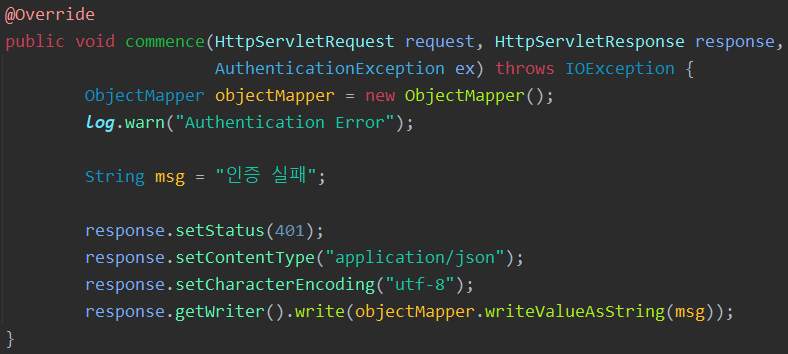 @Override
public void commence(HttpServletRequest request, HttpServletResponse response,
AuthenticationException ex) throws IOException {
ObjectMapper objectMapper = new ObjectMapper();
log.warn("Authentication Error");
String msg = "인증 실패";
response.setStatus(401);
response.setContentType("application/json");
response.setCharacterEncoding("utf-8");
response.getWriter().write(objectMapper.writeValueAsString(msg));
}